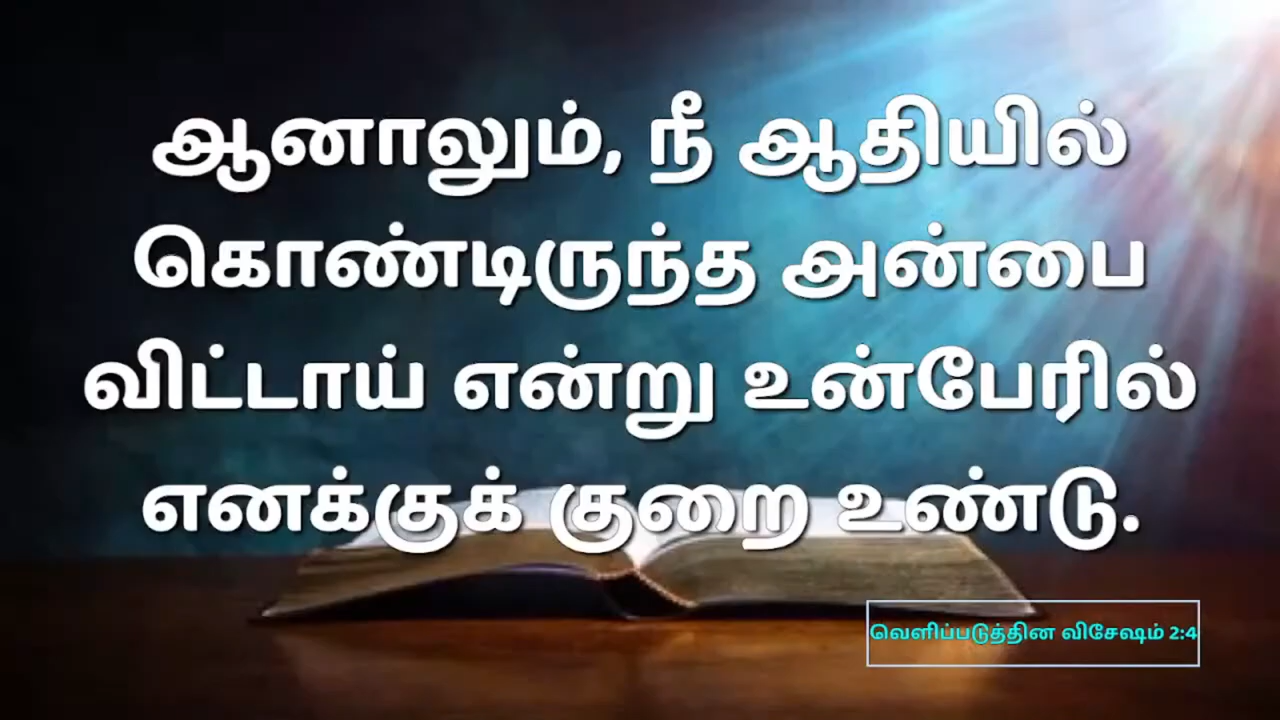 ஆனாலும், நீ ஆதியில்
கொண்டிருந்த அன்பை
விட்டாய் என்று உன்பேரில்
எனக்குக் குறை உண்டு.
வெளிப்படுத்தின விசேஷம் 2:4